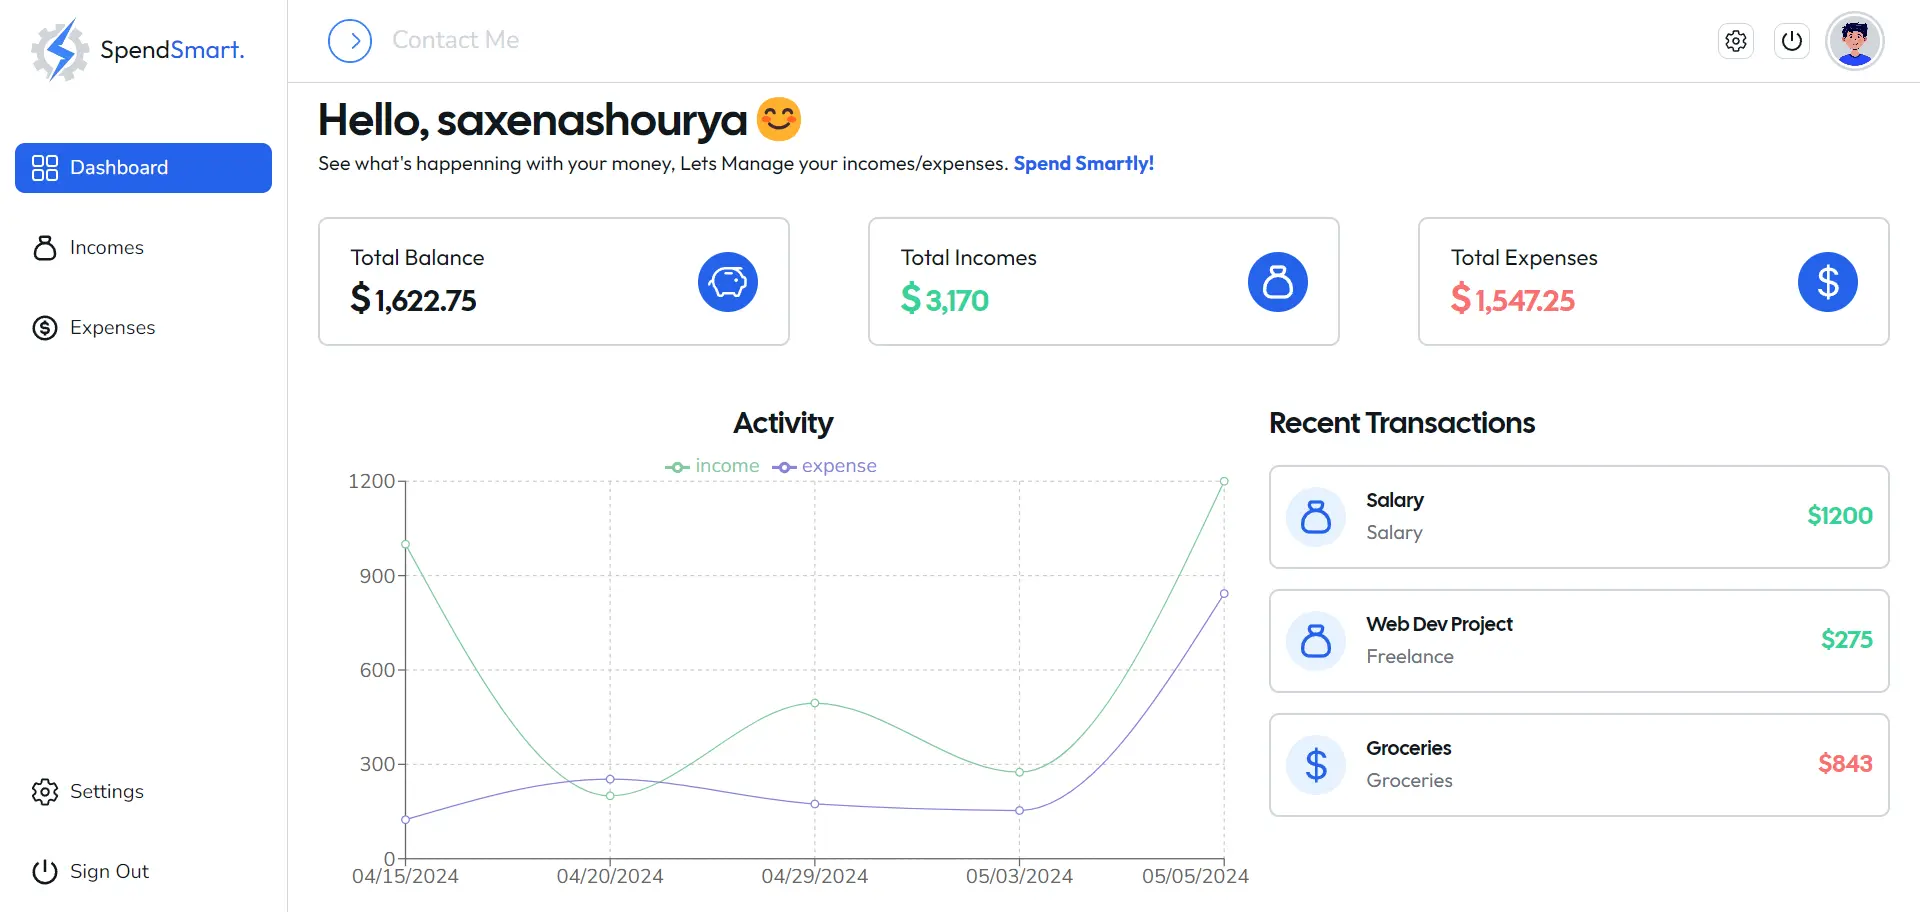 SpendSmart.
Contact Me
Dashboard
Incomes
Expenses
Settings
Sign Out
Hello, saxenashourya 😊
See what's happenning with your money, Lets Manage your incomes/expenses. Spend Smartly!
Total Balance
$ 1,622.75
Total Incomes
$ 3,170
Total Expenses
$ 1,547.25
Activity
income expense
1200
900
600
300
0
04/15/2024 04/20/2024 04/29/2024 05/03/2024 05/05/2024
Recent Transactions
Salary
Salary
$1200
Web Dev Project
Freelance
$275
Groceries
Groceries
$843